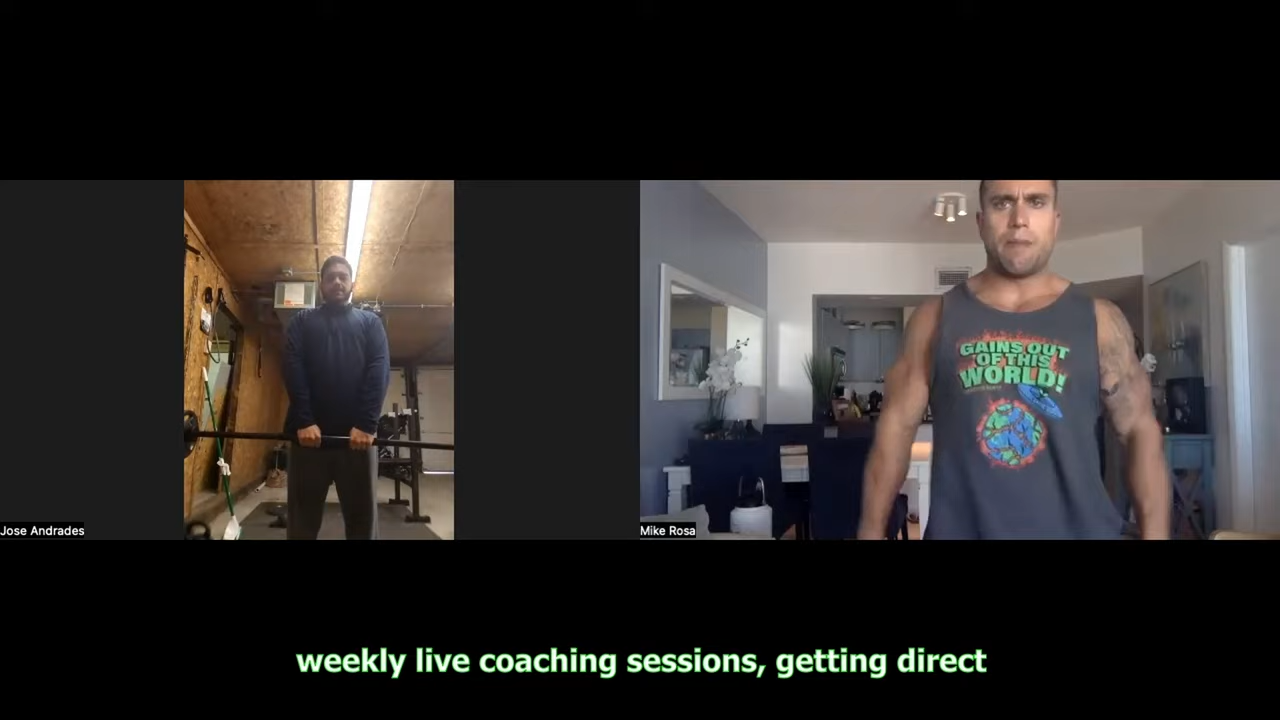 GAINS OUT
OF THIS
WORLD!
Jose Andrades
Mike Rosa
weekly live coaching sessions, getting direct